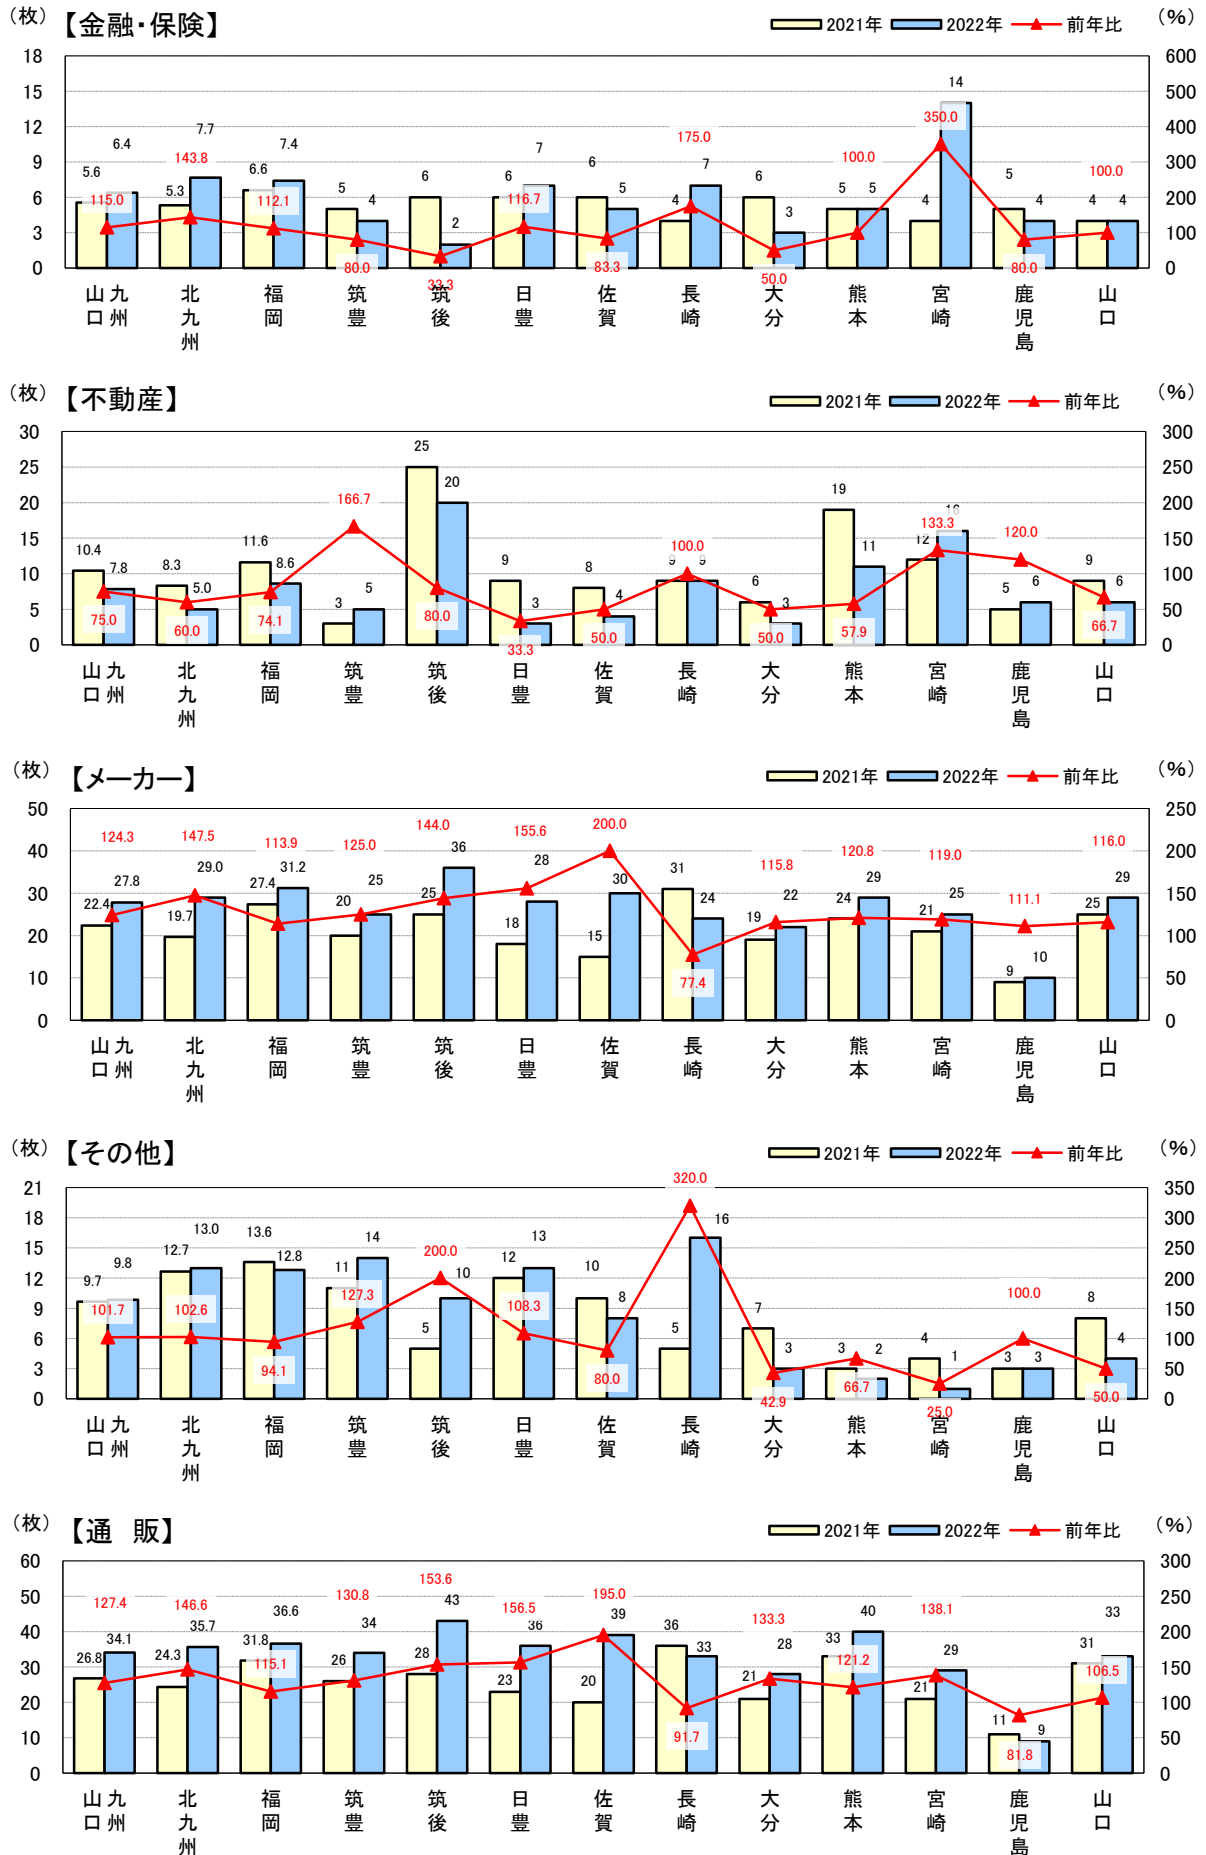 (枚)【金融・保険】 2021年 2022年 前年比 (%)
18 600
15 500
12 400
9 300
6 200
3 100
0 0
5.6 6.4 5.3 7.7 6.6 7.4 5 4 6 2 6 7 6 5 4 7 6 3 5 5 4 14 5 4 4 4
115.0 143.8 112.1 80.0 33.3 116.7 83.3 175.0 50.0 100.0 350.0 80.0 100.0
九州山口 北九州 福岡 筑豊 筑後 日豊 佐賀 長崎 大分 熊本 宮崎 鹿児島 山口
(枚)【不動産】 2021年 2022年 前年比 (%)
30 300
25 250
20 200
15 150
10 100
5 50
0 0
10.4 7.8 8.3 5.0 11.6 8.6 3 5 25 20 9 3 8 4 9 9 6 3 19 11 12 16 5 6 9 6
75.0 60.0 74.1 166.7 80.0 33.3 50.0 100.0 50.0 57.9 133.3 120.0 66.7
九州山口 北九州 福岡 筑豊 筑後 日豊 佐賀 長崎 大分 熊本 宮崎 鹿児島 山口
(枚)【メーカー】 2021年 2022年 前年比 (%)
50 250
40 200
30 150
20 100
10 50
0 0
22.4 27.8 19.7 29.0 27.4 31.2 20 25 25 36 18 28 15 30 31 24 19 22 24 29 21 25 9 10 25 29
124.3 147.5 113.9 125.0 144.0 155.6 200.0 77.4 115.8 120.8 119.0 111.1 116.0
九州山口 北九州 福岡 筑豊 筑後 日豊 佐賀 長崎 大分 熊本 宮崎 鹿児島 山口
(枚)【その他】 2021年 2022年 前年比 (%)
21 350
18 300
15 250
12 200
9 150
6 100
3 50
0 0
9.7 9.8 12.7 13.0 13.6 12.8 11 14 5 10 12 13 10 8 5 16 7 3 3 2 4 1 3 3 8 4
101.7 102.6 94.1 127.3 200.0 108.3 80.0 320.0 42.9 66.7 25.0 100.0 50.0
九州山口 北九州 福岡 筑豊 筑後 日豊 佐賀 長崎 大分 熊本 宮崎 鹿児島 山口
(枚)【通 販】 2021年 2022年 前年比 (%)
60 300
50 250
40 200
30 150
20 100
10 50
0 0
26.8 34.1 24.3 35.7 31.8 36.6 26 34 28 43 23 36 20 39 36 33 21 28 33 40 21 29 11 9 31 33
127.4 146.6 115.1 130.8 153.6 156.5 195.0 91.7 133.3 121.2 138.1 81.8 106.5
九州山口 北九州 福岡 筑豊 筑後 日豊 佐賀 長崎 大分 熊本 宮崎 鹿児島 山口